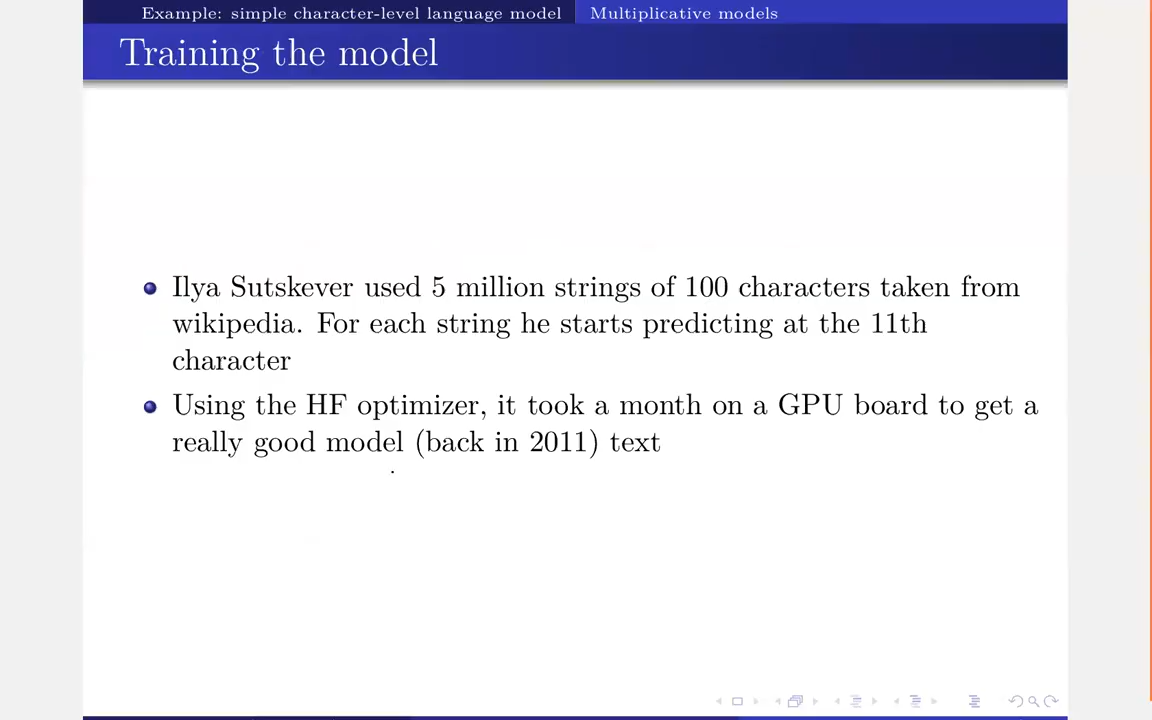 Example: simple character-level language model Multiplicative models
Training the model
Ilya Sutskever used 5 million strings of 100 characters taken from
wikipedia. For each string he starts predicting at the 11th
character
Using the HF optimizer, it took a month on a GPU board to get a
really good model (back in 2011) text